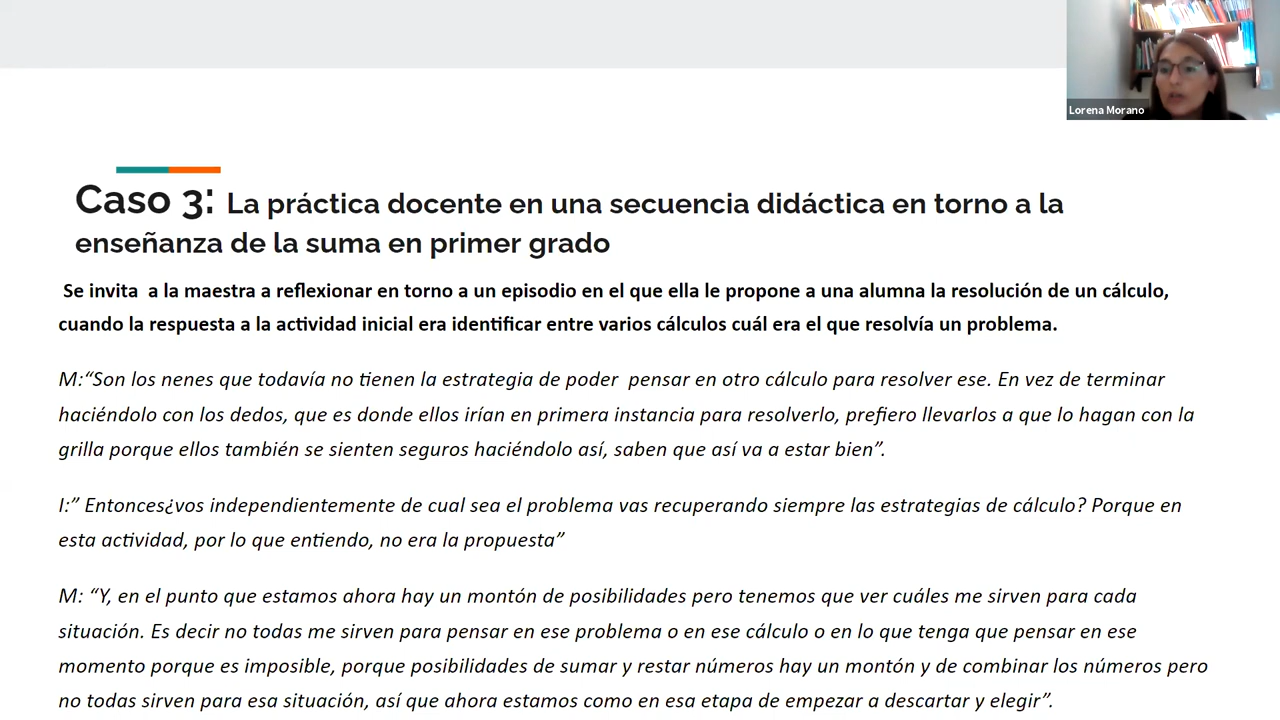 Lorena Morano
Caso 3: La práctica docente en una secuencia didáctica en torno a la
enseñanza de la suma en primer grado
Se invita a la maestra a reflexionar en torno a un episodio en el que ella le propone a una alumna la resolución de un cálculo,
cuando la respuesta a la actividad inicial era identificar entre varios cálculos cuál era el que resolvía un problema.
M:“Son los nenes que todavía no tienen la estrategia de poder pensar en otro cálculo para resolver ese. En vez de terminar
haciéndolo con los dedos, que es donde ellos irían en primera instancia para resolverlo, prefiero llevarlos a que lo hagan con la
grilla porque ellos también se sienten seguros haciéndolo así, saben que así va a estar bien”.
I:” Entonces¿vos independientemente de cual sea el problema vas recuperando siempre las estrategias de cálculo? Porque en
esta actividad, por lo que entiendo, no era la propuesta”
M: “Y, en el punto que estamos ahora hay un montón de posibilidades pero tenemos que ver cuáles me sirven para cada
situación. Es decir no todas me sirven para pensar en ese problema o en ese cálculo o en lo que tenga que pensar en ese
momento porque es imposible, porque posibilidades de sumar y restar números hay un montón y de combinar los números pero
no todas sirven para esa situación, así que ahora estamos como en esa etapa de empezar a descartar y elegir”.